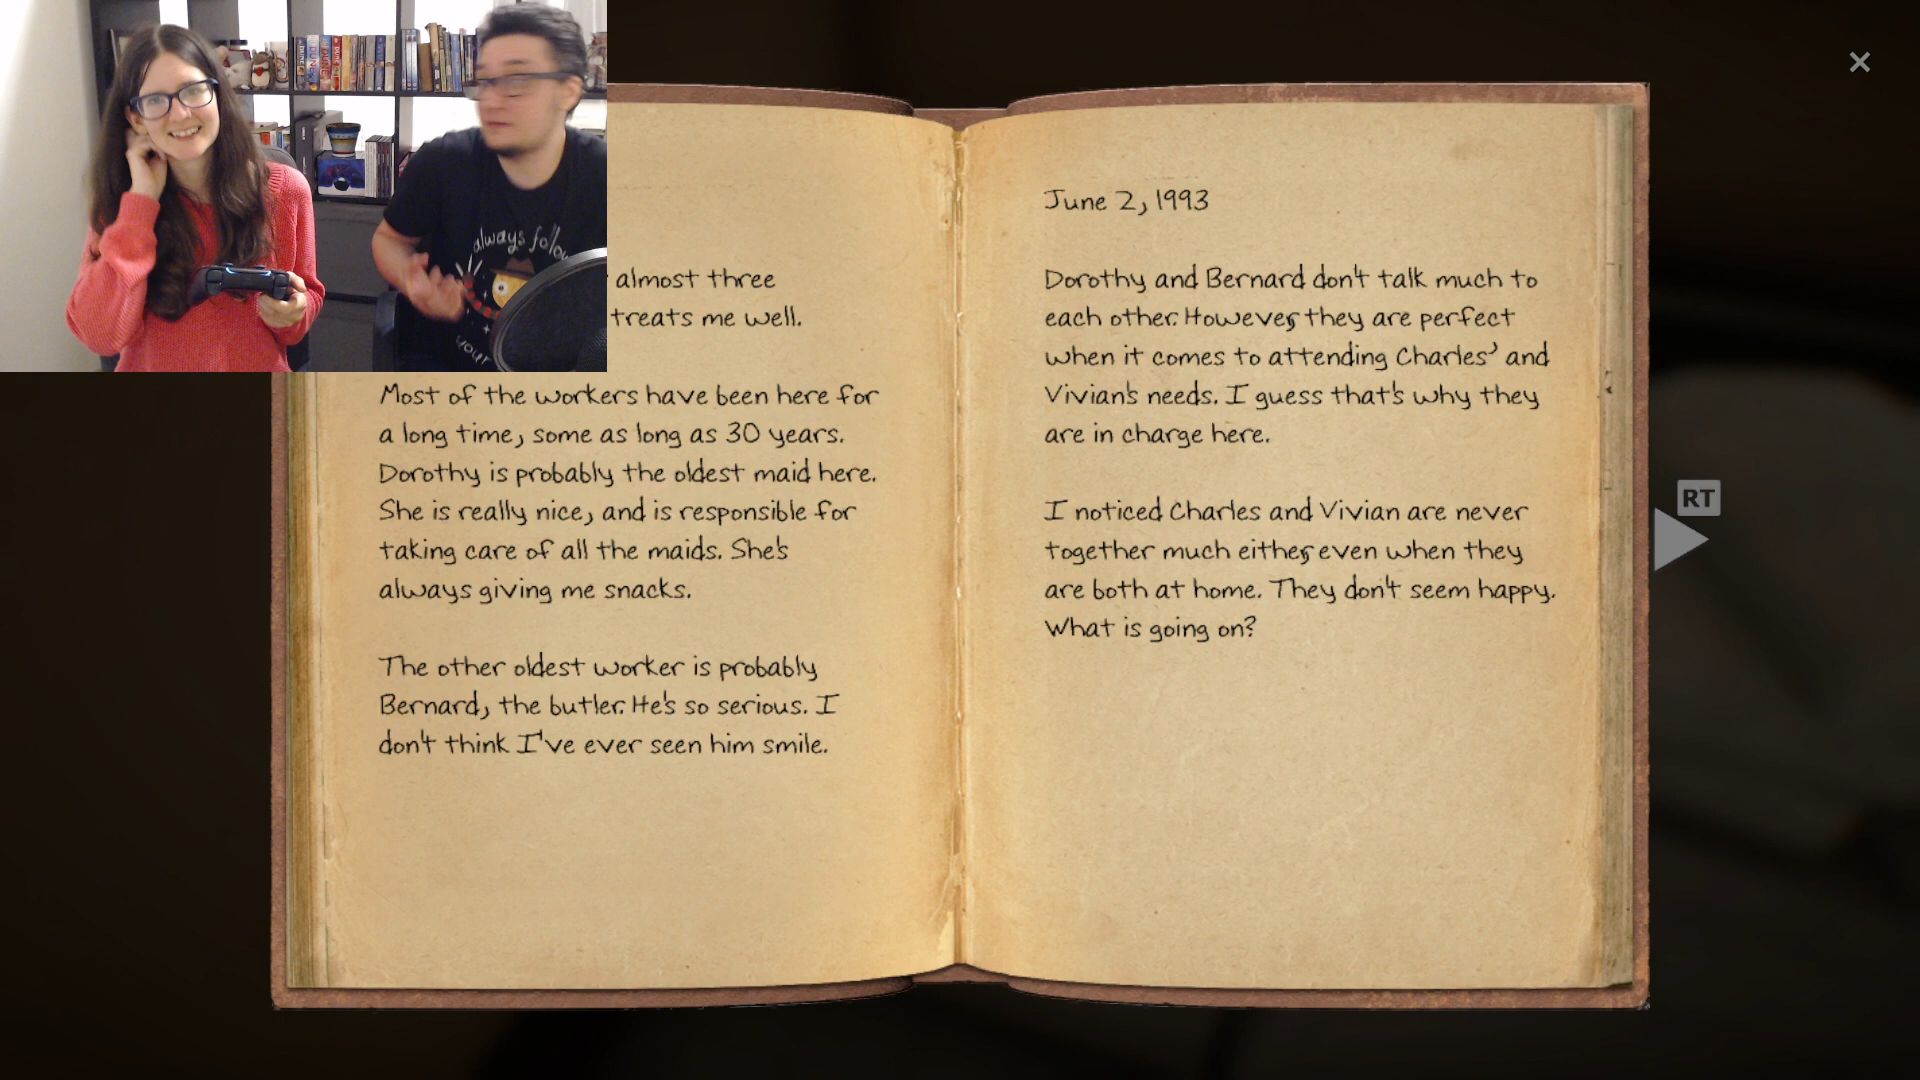 almost three
treats me well.
Most of the workers have been here for
a long time, some as long as 30 years.
Dorothy is probably the oldest maid here.
She is really nice, and is responsible for
taking care of all the maids. She's
always giving me snacks.
The other oldest worker is probably
Bernard, the butler. He's so serious. I
don't think I've ever seen him smile.
June 2, 1993
Dorothy and Bernard don't talk much to
each other. However, they are perfect
when it comes to attending Charles' and
Vivian's needs. I guess that's why they
are in charge here.
I noticed Charles and Vivian are never
together much either, even when they
are both at home. They don't seem happy.
What is going on?
RT
always follow
your
DUNE
DUNE